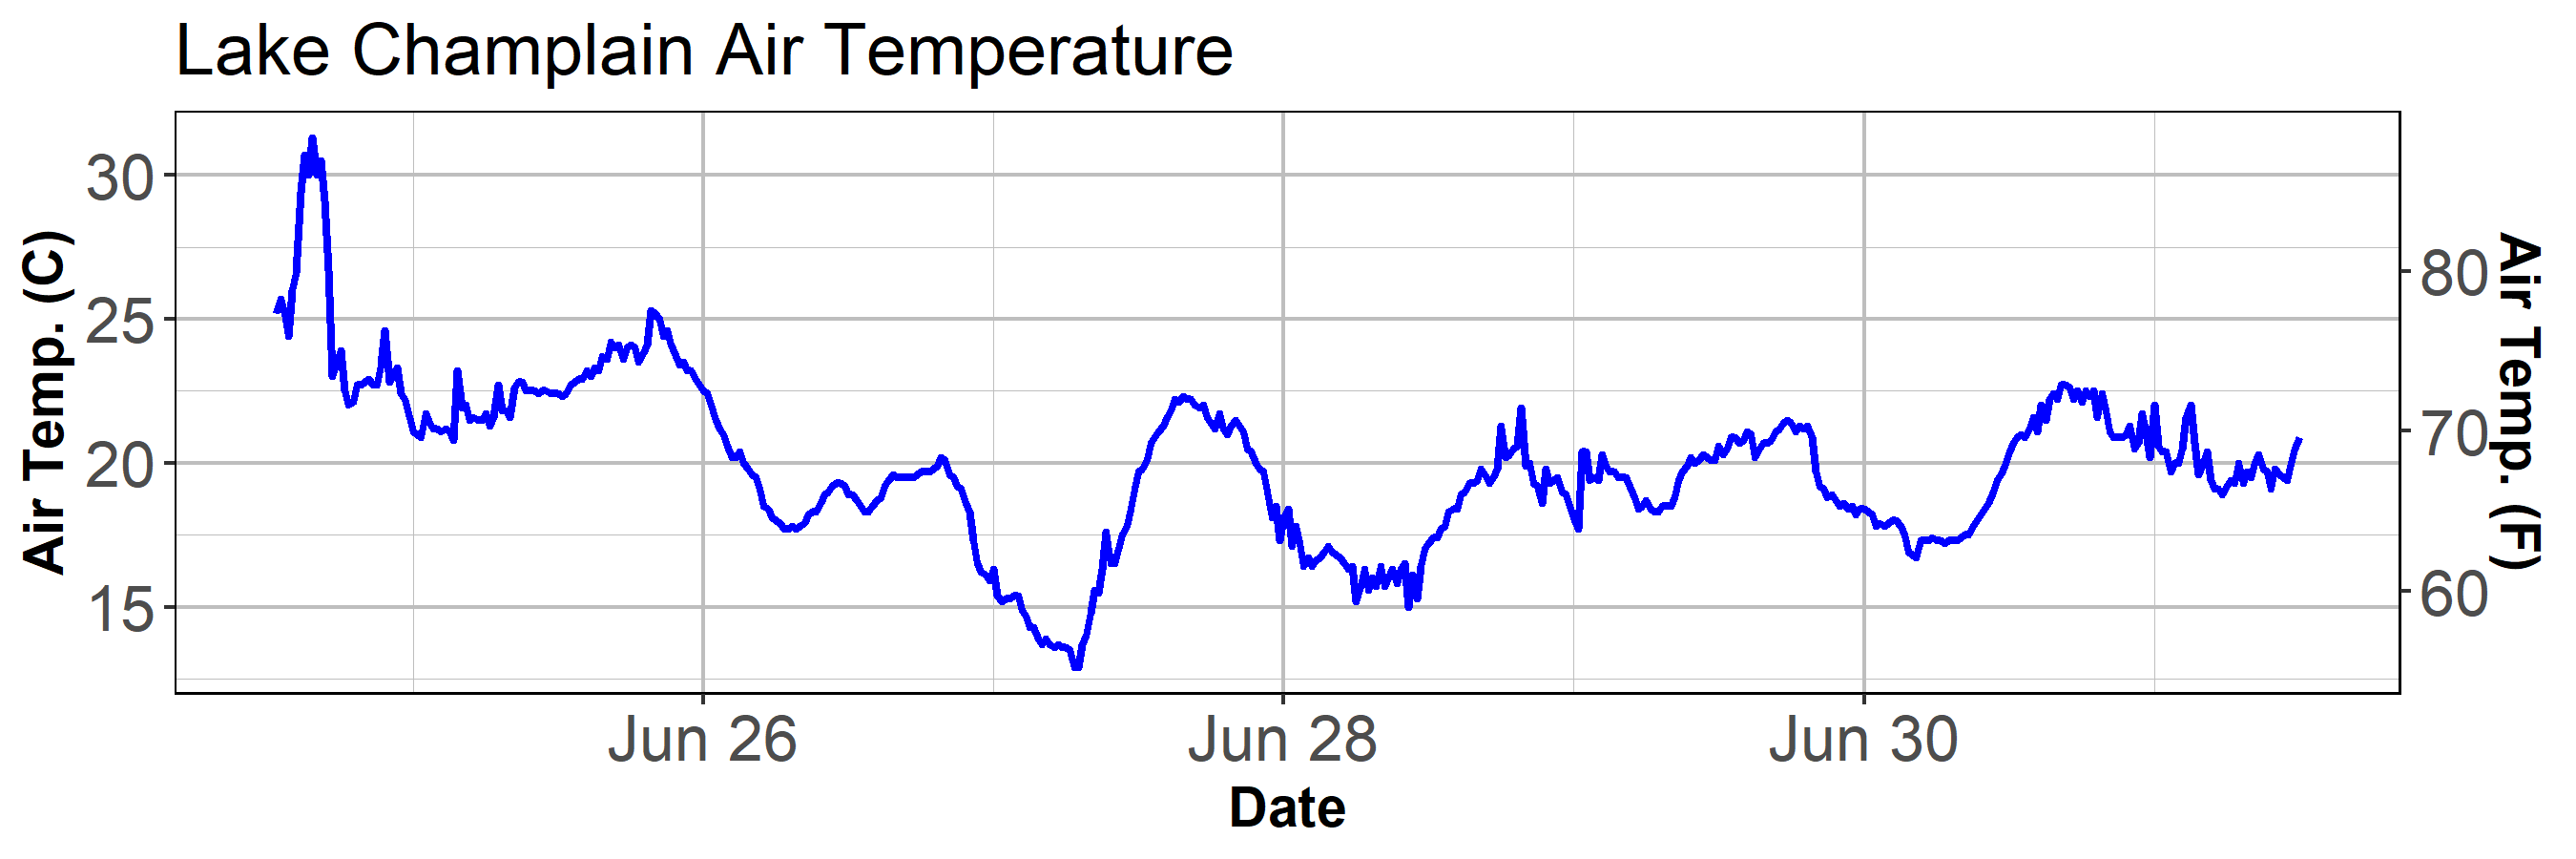 Lake Champlain Air Temperature
Air Temp. (C)
30
25
20
15
80
70
60
Air Temp. (F)
Jun 26
Jun 28
Jun 30
Date